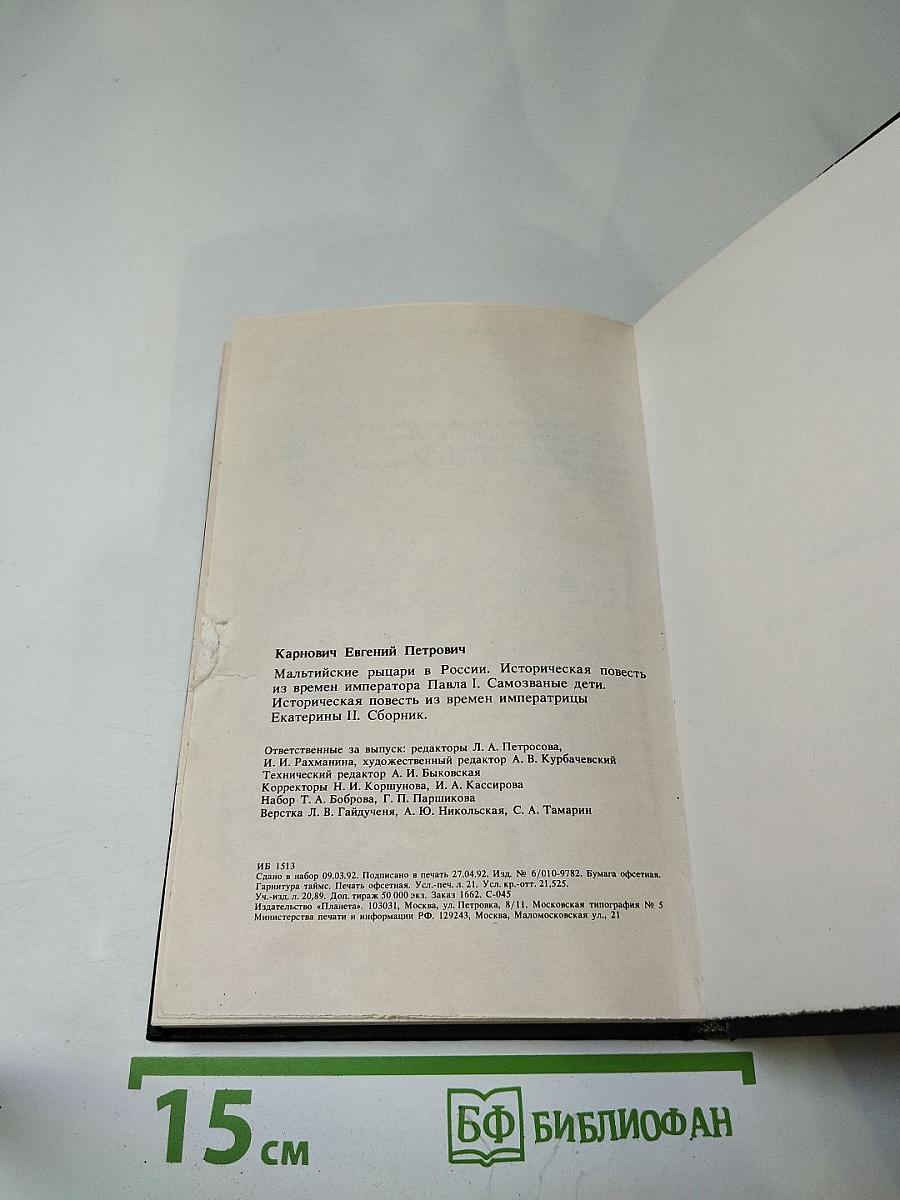 Карнович Евгений Петрович
Мальтийские рыцари в России. Историческая повесть
из времен императора Павла I. Самозваные дети.
Историческая повесть из времен императрицы
Екатерины II. Сборник.
Ответственные за выпуск: редакторы Л. А. Петросова,
И. И. Рахманина, художественный редактор А. В. Курбачевский
Технический редактор А. И. Быковская
Корректоры Н. И. Коршунова, И. А. Кассирова
Набор Т. А. Боброва, Г. П. Паршикова
Верстка Л. В. Гайдученя, А. Ю. Никольская, С. А. Тамарин
ИБ 1513
Сдано в набор 09.03.92. Подписано в печать 27.04.92. Изд. № 6/010-9782. Бумага офсетная.
Гарнитура таймс. Печать офсетная. Усл.-печ. л. 21. Усл. кр.-отт. 21,525.
Уч.-изд. л. 20,89. Доп. тираж 50 000 экз. Заказ 1662. С-045
Издательство «Планета». 103031, Москва, ул. Петровка, 8/11. Московская типография № 5
Министерства печати и информации РФ. 129243, Москва, Маломосковская ул., 21
15 см
БФ БИБЛИОФАН